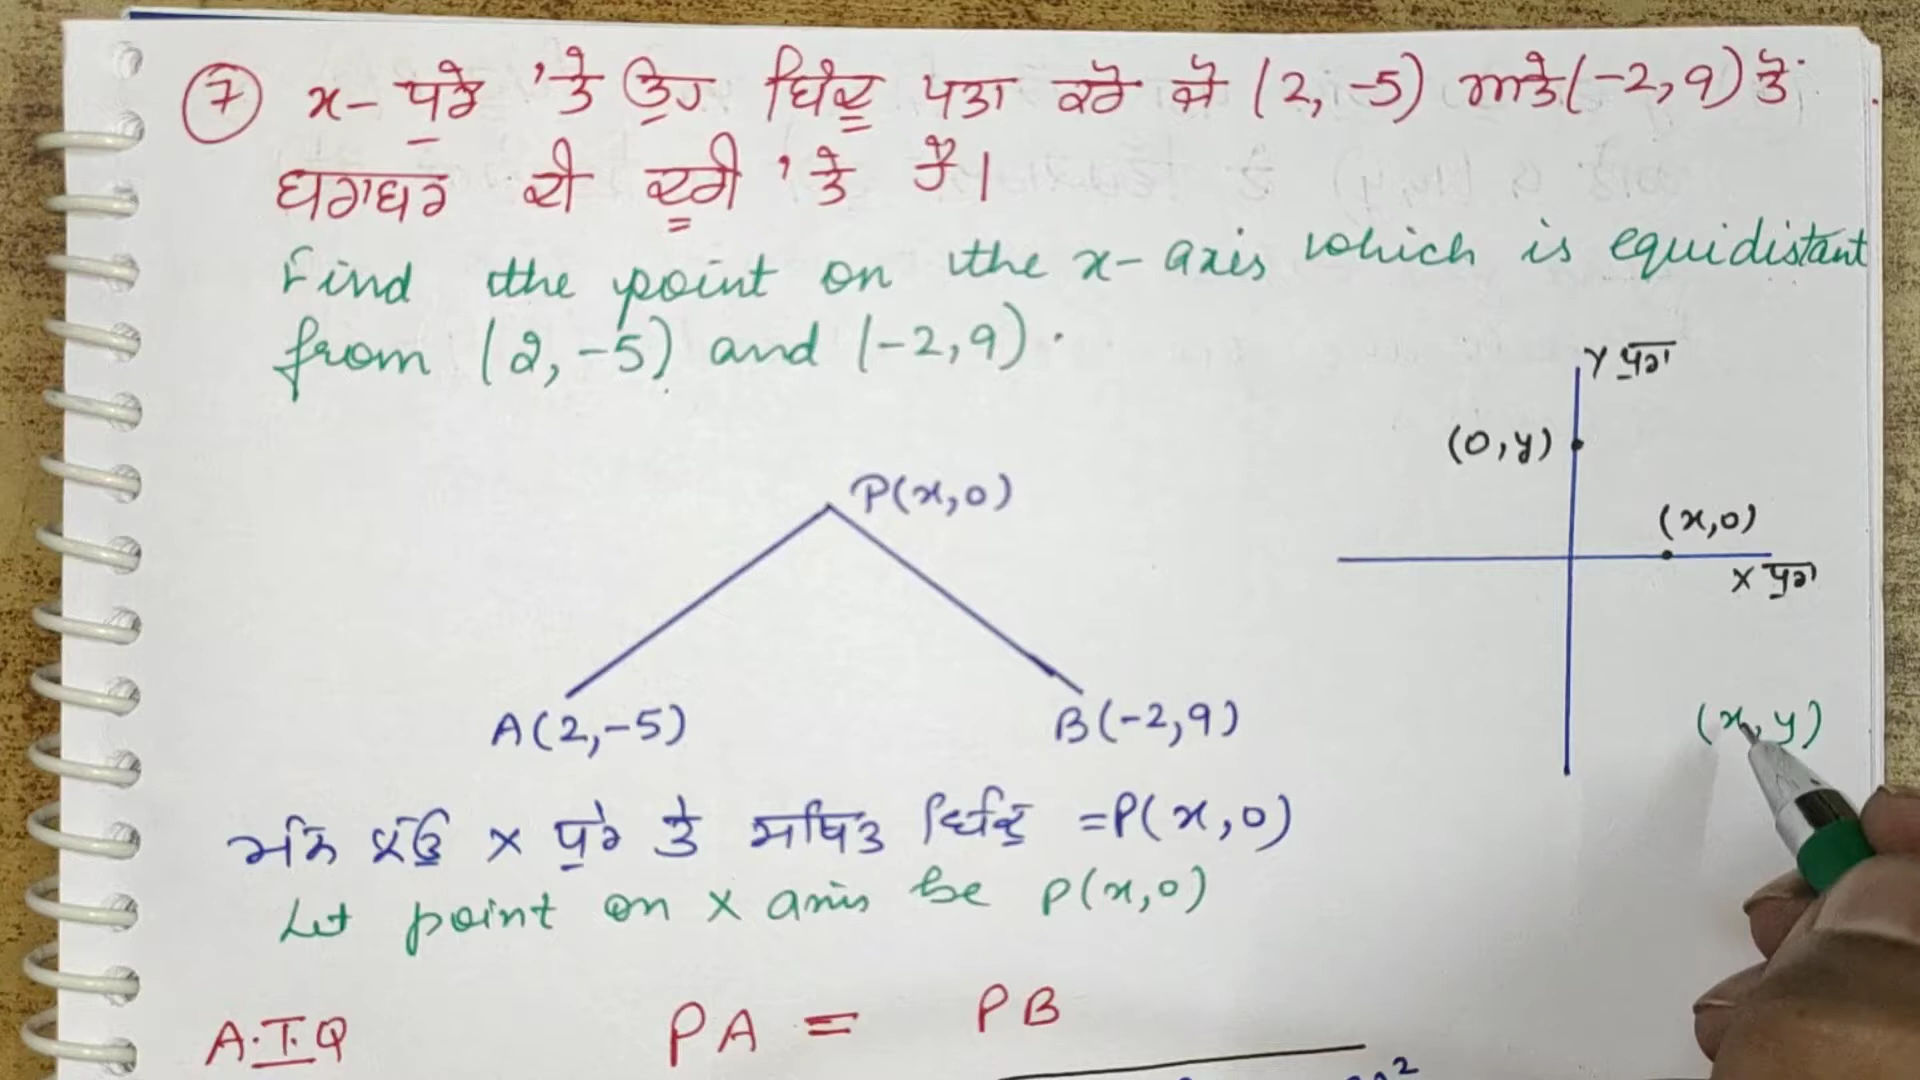 7 x- ਧੁਰੇ 'ਤੇ ਉਹ ਬਿੰਦੂ ਪਤਾ ਕਰੋ ਜੋ (2, -5) ਅਤੇ (-2, 9) ਤੋਂ
ਬਰਾਬਰ ਦੀ ਦੂਰੀ 'ਤੇ ਹੈ।
Find the point on the x-axis which is equidistant
from (2, -5) and (-2, 9).
Y ਧੁਰਾ
(0, y)
P(x, 0)
(x, 0)
X ਧੁਰਾ
A(2, -5)
B(-2, 9)
(x, y)
ਮੰਨ ਲਉ x ਧੁਰੇ ਤੇ ਸਥਿਤ ਬਿੰਦੂ = P(x, 0)
Let point on X axis be P(x, 0)
A.T.Q PA = PB